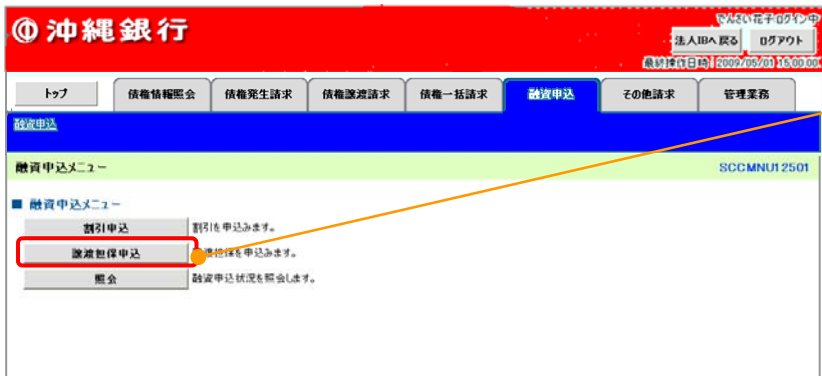 でんさい花子ログイン中
沖縄銀行
法人IBへ戻る ログアウト
最終操作日時 2009/05/01 15:00:00
トップ 債権情報照会 債権発生請求 債権譲渡請求 債権一括請求 融資申込 その他請求 管理業務
融資申込
融資申込メニュー SCCMNU12501
■ 融資申込メニュー
割引申込 割引を申込みます。
譲渡担保申込 渡担保を申込みます。
照会 融資申込状況を照会します。